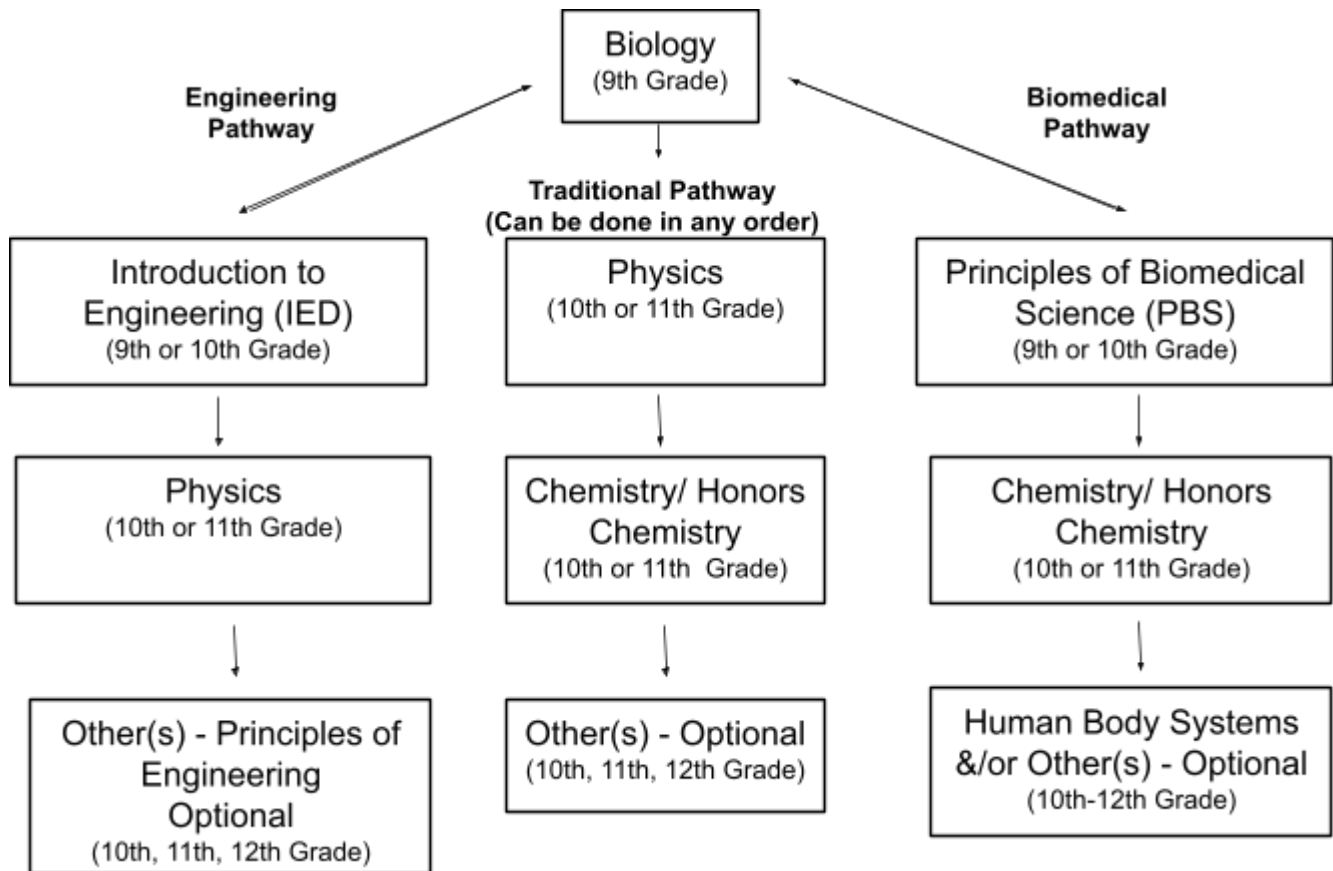 Biology
(9th Grade)
Engineering
Pathway
Biomedical
Pathway
Traditional Pathway
(Can be done in any order)
Introduction to
Engineering (IED)
(9th or 10th Grade)
Physics
(10th or 11th Grade)
Principles of Biomedical
Science (PBS)
(9th or 10th Grade)
Physics
(10th or 11th Grade)
Chemistry/ Honors
Chemistry
(10th or 11th  Grade)
Chemistry/ Honors
Chemistry
(10th or 11th Grade)
Other(s) - Principles of
Engineering
Optional
(10th, 11th, 12th Grade)
Other(s) - Optional
(10th, 11th, 12th Grade)
Human Body Systems
&/or Other(s) - Optional
(10th-12th Grade)